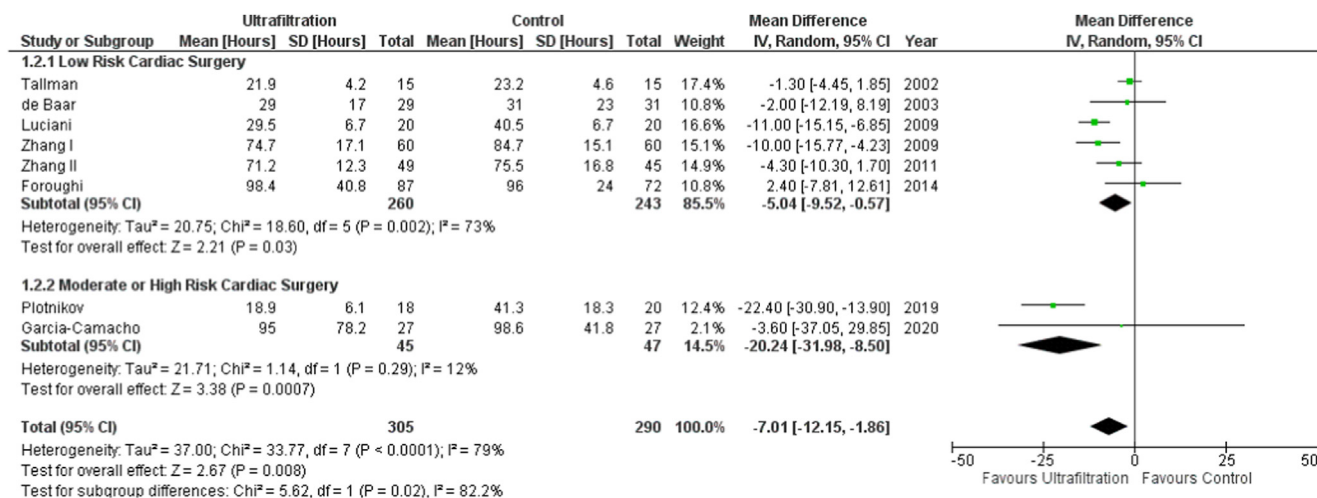 Ultrafiltration Control Mean Difference Mean Difference
Study or Subgroup Mean [Hours] SD [Hours] Total Mean [Hours] SD [Hours] Total Weight IV, Random, 95% CI Year IV, Random, 95% CI
1.2.1 Low Risk Cardiac Surgery
Tallman 21.9 4.2 15 23.2 4.6 15 17.4% -1.30 [-4.45, 1.85] 2002
de Baar 29 17 29 31 23 31 10.8% -2.00 [-12.19, 8.19] 2003
Luciani 29.5 6.7 20 40.5 6.7 20 16.6% -11.00 [-15.15, -6.85] 2009
Zhang I 74.7 17.1 60 84.7 15.1 60 15.1% -10.00 [-15.77, -4.23] 2009
Zhang II 71.2 12.3 49 75.5 16.8 45 14.9% -4.30 [-10.30, 1.70] 2011
Foroughi 98.4 40.8 87 96 24 72 10.8% 2.40 [-7.81, 12.61] 2014
Subtotal (95% CI) 260 243 85.5% -5.04 [-9.52, -0.57]
Heterogeneity: Tau² = 20.75; Chi² = 18.60, df = 5 (P = 0.002); I² = 73%
Test for overall effect: Z = 2.21 (P = 0.03)
1.2.2 Moderate or High Risk Cardiac Surgery
Plotnikov 18.9 6.1 18 41.3 18.3 20 12.4% -22.40 [-30.90, -13.90] 2019
Garcia-Camacho 95 78.2 27 98.6 41.8 27 2.1% -3.60 [-37.05, 29.85] 2020
Subtotal (95% CI) 45 47 14.5% -20.24 [-31.98, -8.50]
Heterogeneity: Tau² = 21.71; Chi² = 1.14, df = 1 (P = 0.29); I² = 12%
Test for overall effect: Z = 3.38 (P = 0.0007)
Total (95% CI) 305 290 100.0% -7.01 [-12.15, -1.86]
Heterogeneity: Tau² = 37.00; Chi² = 33.77, df = 7 (P < 0.0001); I² = 79%
Test for overall effect: Z = 2.67 (P = 0.008)
Test for subgroup differences: Chi² = 5.62, df = 1 (P = 0.02), I² = 82.2%
-50 -25 0 25 50
Favours Ultrafiltration Favours Control